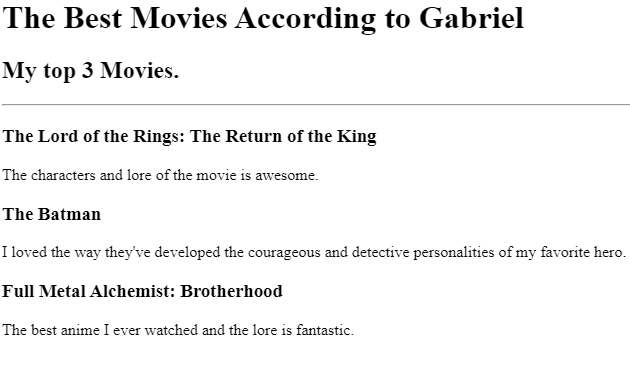 The Best Movies According to Gabriel
My top 3 Movies.
The Lord of the Rings: The Return of the King
The characters and lore of the movie is awesome.
The Batman
I loved the way they've developed the courageous and detective personalities of my favorite hero.
Full Metal Alchemist: Brotherhood
The best anime I ever watched and the lore is fantastic.